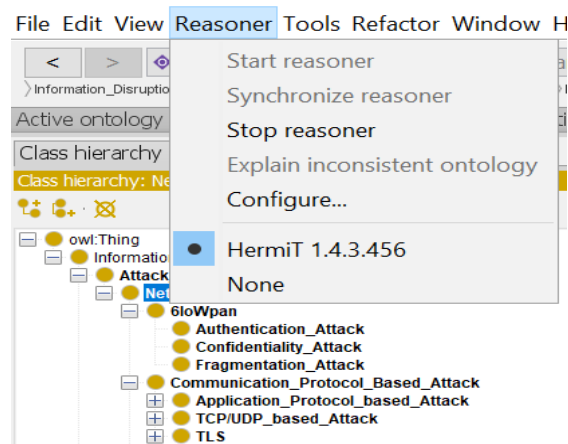 File Edit View Reasoner Tools Refactor Window H
< >
Information_Disruptio
Start reasoner
Synchronize reasoner
Active ontology
Stop reasoner
Class hierarchy
Explain inconsistent ontology
Class hierarchy: Ne
Configure...
HermiT 1.4.3.456
None
owl:Thing
Informatio
Attack
Net
6loWpan
Authentication_Attack
Confidentiality_Attack
Fragmentation_Attack
Communication_Protocol_Based_Attack
Application_Protocol_based_Attack
TCP/UDP_based_Attack
TLS